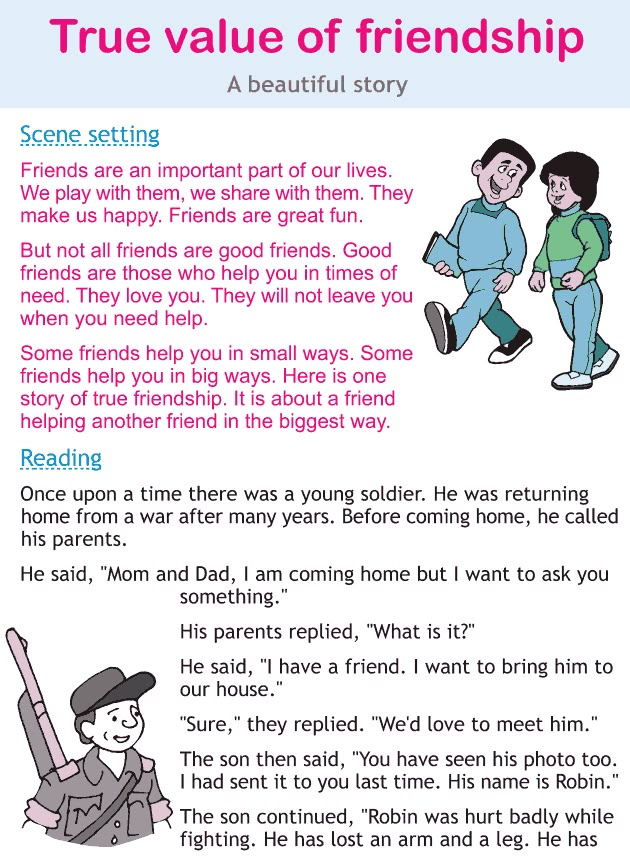 True value of friendship
A beautiful story
Scene setting
Friends are an important part of our lives.
We play with them, we share with them. They
make us happy. Friends are great fun.
But not all friends are good friends. Good
friends are those who help you in times of
need. They love you. They will not leave you
when you need help.
Some friends help you in small ways. Some
friends help you in big ways. Here is one
story of true friendship. It is about a friend
helping another friend in the biggest way.
Reading
Once upon a time there was a young soldier. He was returning
home from a war after many years. Before coming home, he called
his parents.
He said, "Mom and Dad, I am coming home but I want to ask you
something."
His parents replied, "What is it?"
He said, "I have a friend. I want to bring him to
our house."
"Sure," they replied. "We'd love to meet him."
The son then said, "You have seen his photo too.
I had sent it to you last time. His name is Robin."
The son continued, "Robin was hurt badly while
fighting. He has lost an arm and a leg. He has